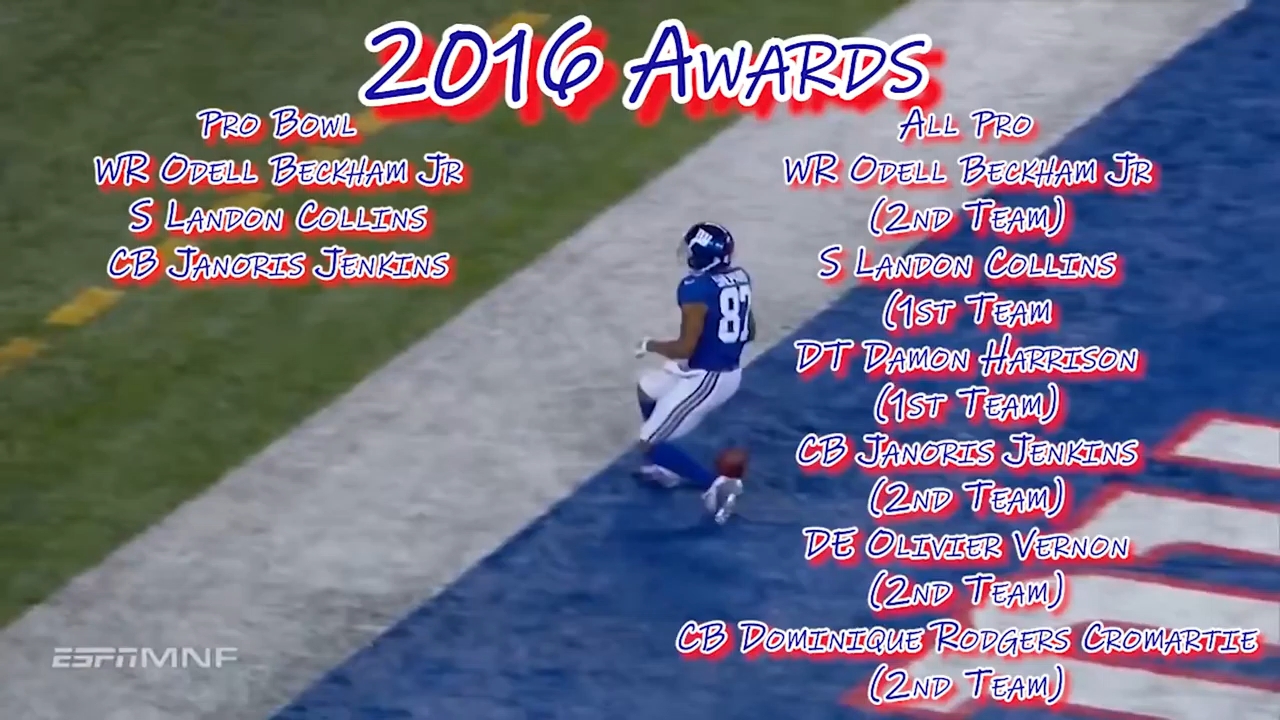 2016 Awards
Pro Bowl
WR Odell Beckham Jr
S Landon Collins
CB Janoris Jenkins
All Pro
WR Odell Beckham Jr
(2nd Team)
S Landon Collins
(1st Team
DT Damon Harrison
(1st Team)
CB Janoris Jenkins
(2nd Team)
DE Olivier Vernon
(2nd Team)
CB Dominique Rodgers Cromartie
(2nd Team)
87
ESPN MNF